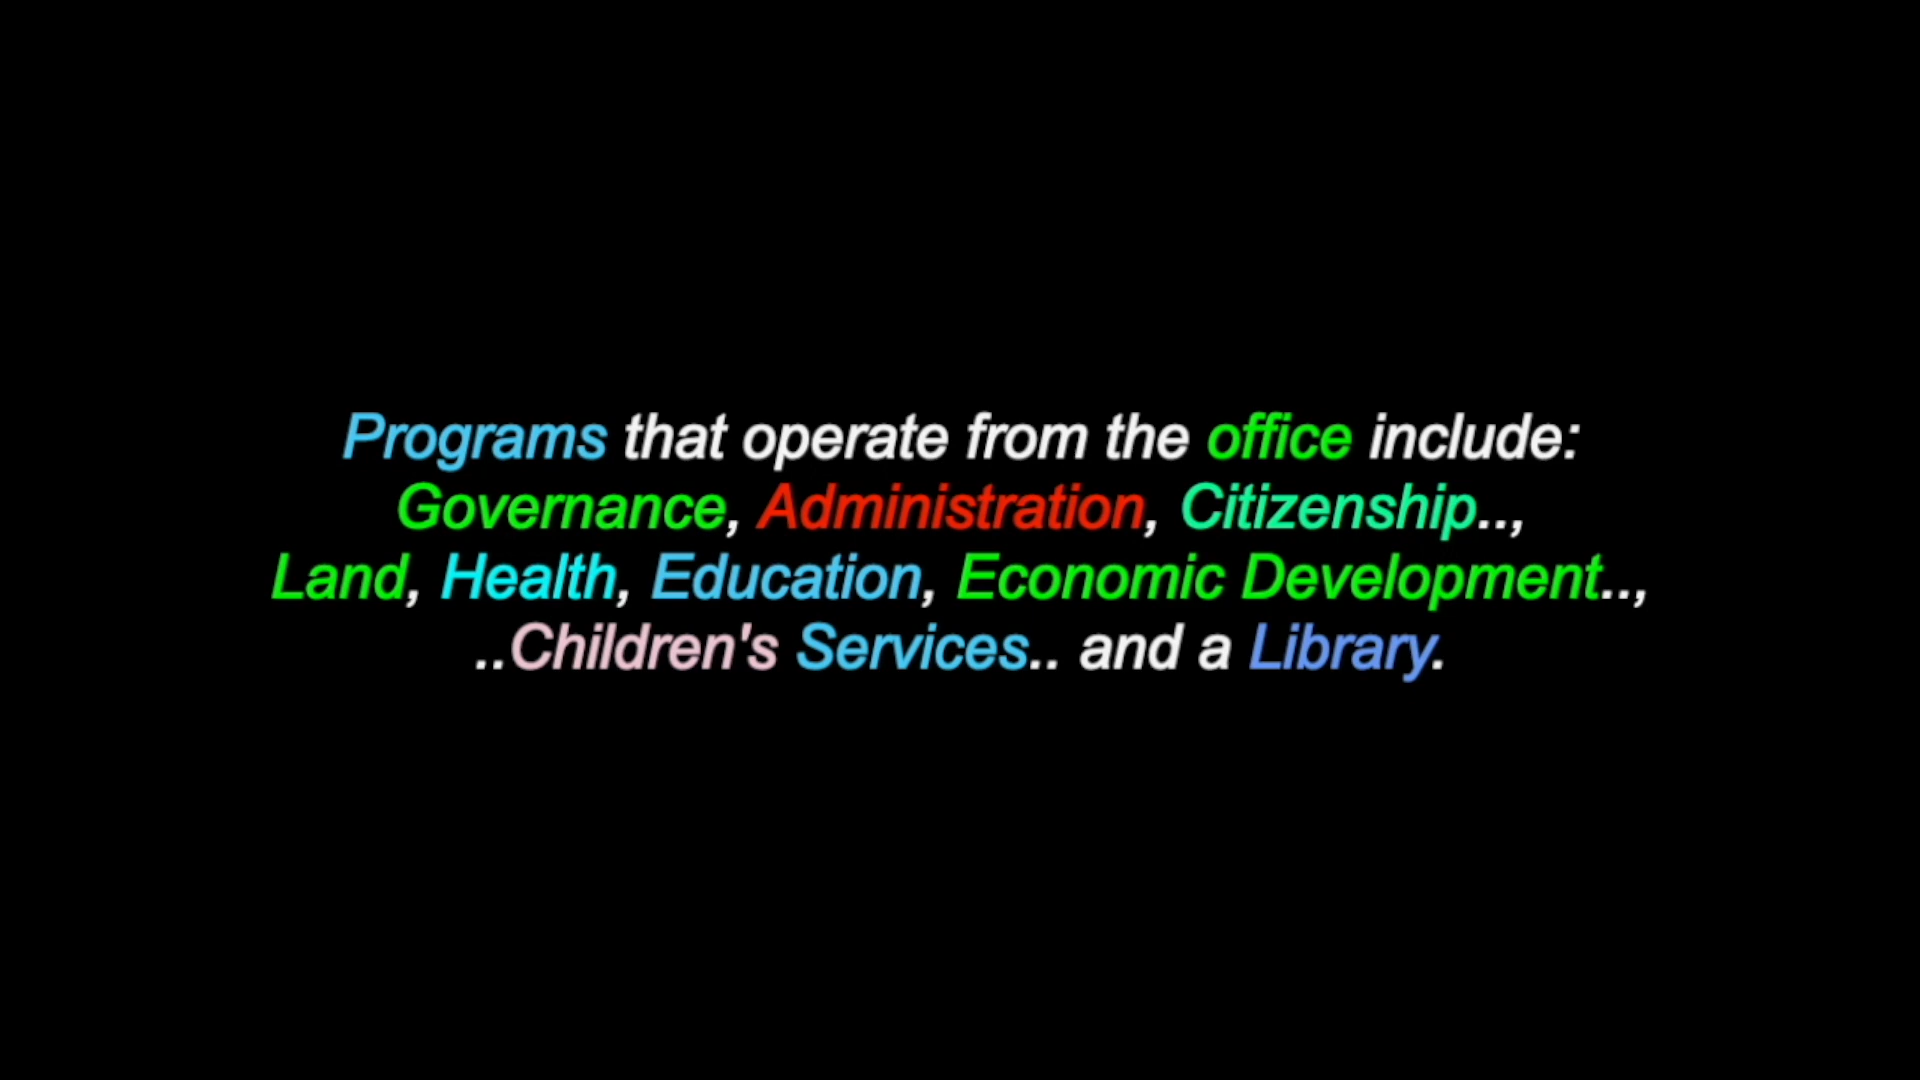 Programs that operate from the office include:
Governance, Administration, Citizenship..,
Land, Health, Education, Economic Development..,
..Children's Services.. and a Library.